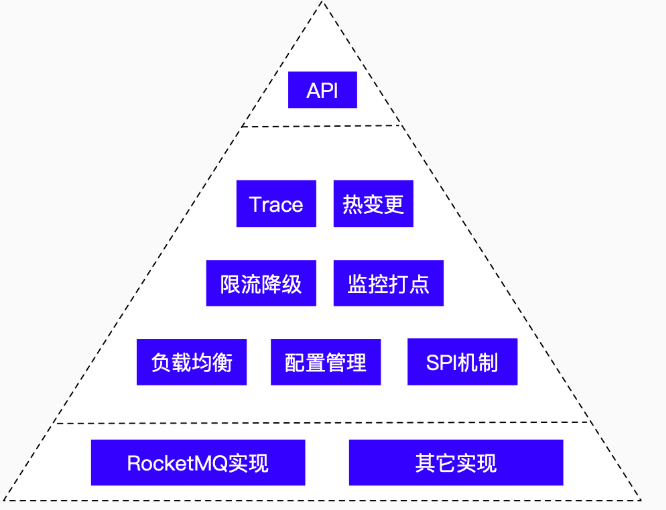 API
Trace
热变更
限流降级
监控打点
负载均衡
配置管理
SPI机制
RocketMQ实现
其它实现